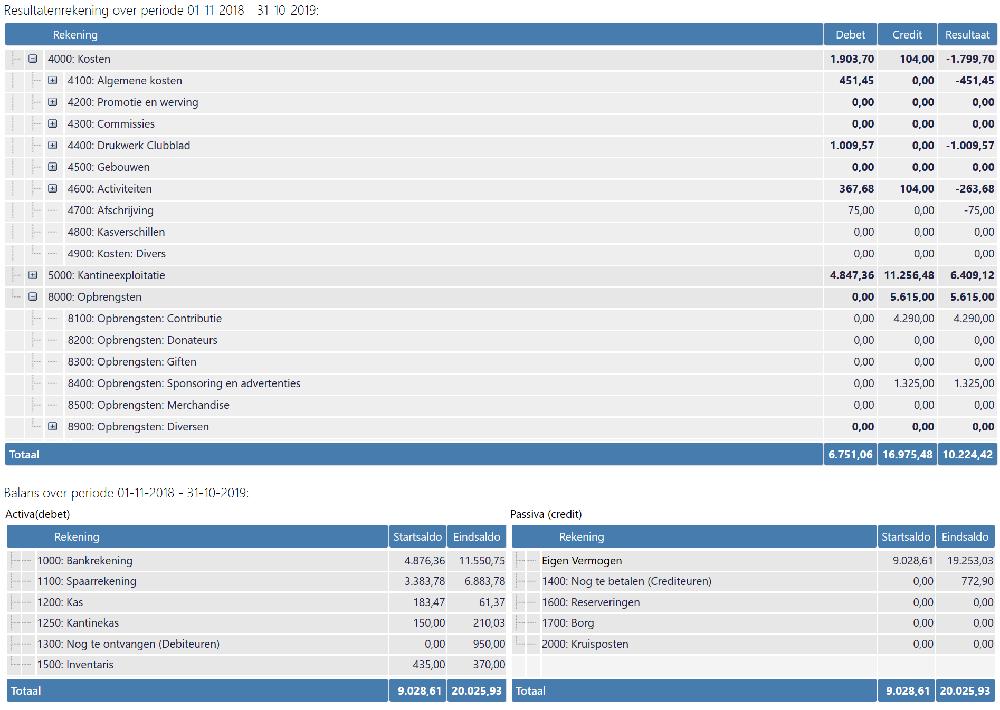 Resultatenrekening over periode 01-11-2018 - 31-10-2019:
Rekening Debet Credit Resultaat
4000: Kosten 1.903,70 104,00 -1.799,70
4100: Algemene kosten 451,45 0,00 -451,45
4200: Promotie en werving 0,00 0,00 0,00
4300: Commissies 0,00 0,00 0,00
4400: Drukwerk Clubblad 1.009,57 0,00 -1.009,57
4500: Gebouwen 0,00 0,00 0,00
4600: Activiteiten 367,68 104,00 -263,68
4700: Afschrijving 75,00 0,00 -75,00
4800: Kasverschillen 0,00 0,00 0,00
4900: Kosten: Divers 0,00 0,00 0,00
5000: Kantineexploitatie 4.847,36 11.256,48 6.409,12
8000: Opbrengsten 0,00 5.615,00 5.615,00
8100: Opbrengsten: Contributie 0,00 4.290,00 4.290,00
8200: Opbrengsten: Donateurs 0,00 0,00 0,00
8300: Opbrengsten: Giften 0,00 0,00 0,00
8400: Opbrengsten: Sponsoring en advertenties 0,00 1.325,00 1.325,00
8500: Opbrengsten: Merchandise 0,00 0,00 0,00
8900: Opbrengsten: Diversen 0,00 0,00 0,00
Totaal 6.751,06 16.975,48 10.224,42
Balans over periode 01-11-2018 - 31-10-2019:
Activa(debet)
Rekening Startsaldo Eindsaldo
1000: Bankrekening 4.876,36 11.550,75
1100: Spaarrekening 3.383,78 6.883,78
1200: Kas 183,47 61,37
1250: Kantinekas 150,00 210,03
1300: Nog te ontvangen (Debiteuren) 0,00 950,00
1500: Inventaris 435,00 370,00
Totaal 9.028,61 20.025,93
Passiva (credit)
Rekening Startsaldo Eindsaldo
Eigen Vermogen 9.028,61 19.253,03
1400: Nog te betalen (Crediteuren) 0,00 772,90
1600: Reserveringen 0,00 0,00
1700: Borg 0,00 0,00
2000: Kruisposten 0,00 0,00
Totaal 9.028,61 20.025,93